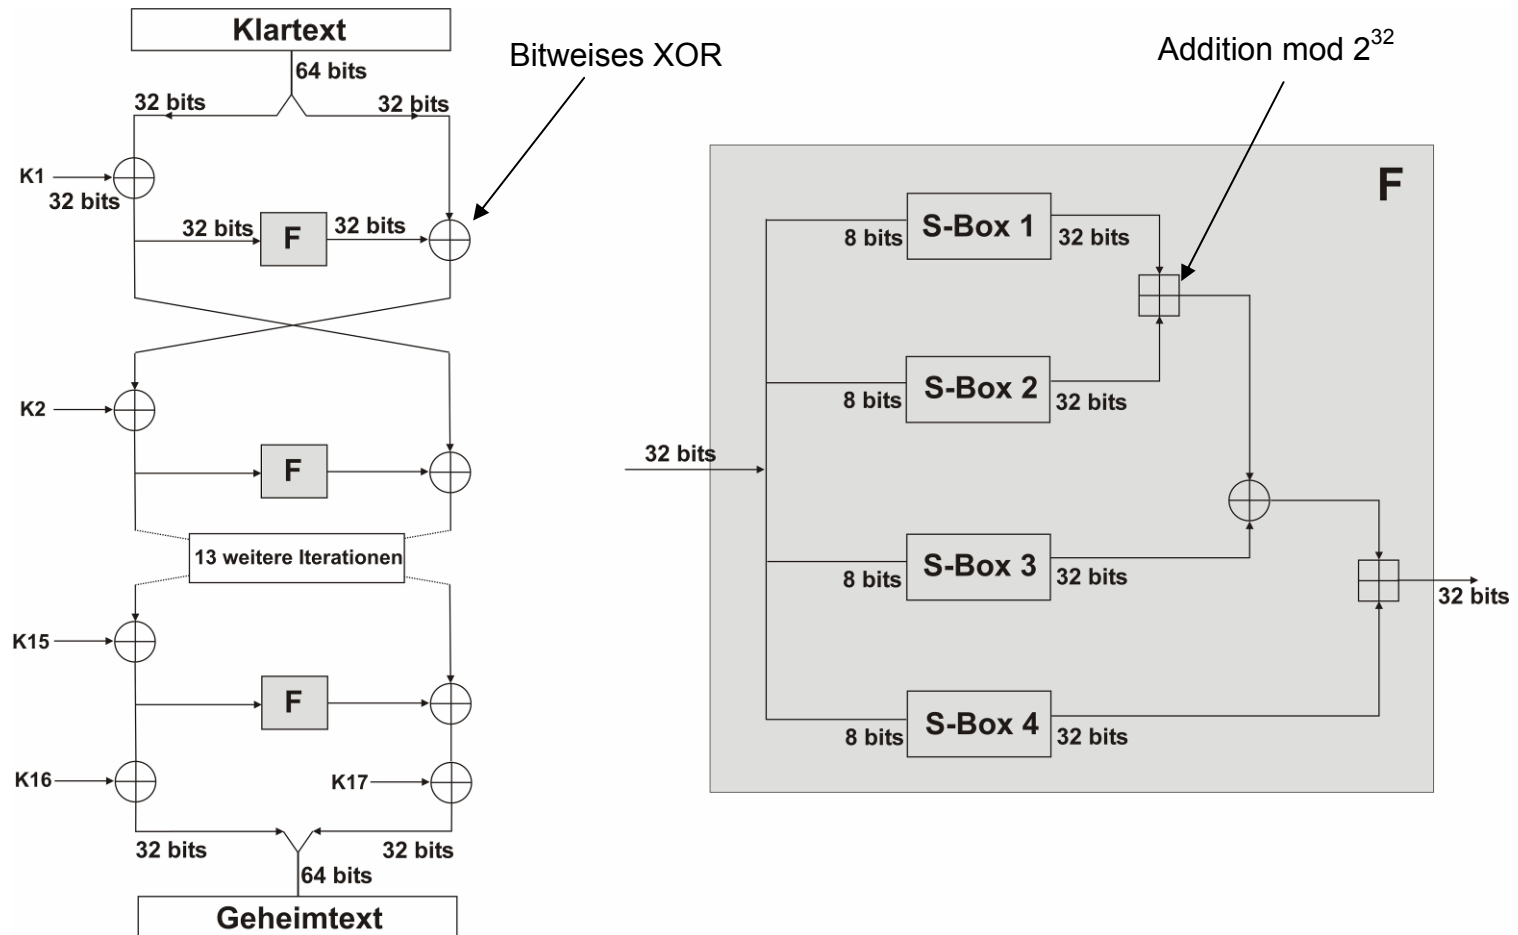 Klartext
64 bits
32 bits
32 bits
Bitweises XOR
K1
32 bits
32 bits
F
32 bits
K2
F
13 weitere Iterationen
K15
F
K16
K17
32 bits
32 bits
64 bits
Geheimtext
Addition mod 2³²
F
S-Box 1
8 bits
32 bits
S-Box 2
8 bits
32 bits
32 bits
S-Box 3
8 bits
32 bits
32 bits
S-Box 4
8 bits
32 bits